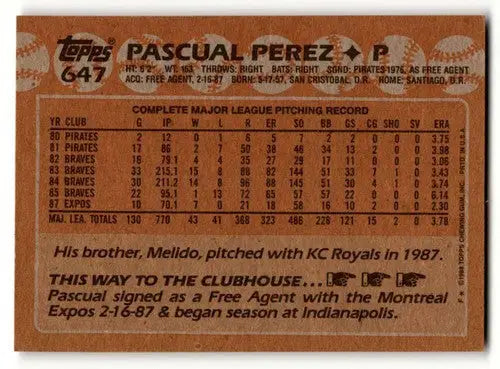 Topps®
647
PASCUAL PEREZ ✦ P
HT: 6'2" WT: 163 THROWS: RIGHT BATS: RIGHT SGND: PIRATES-1976, AS FREE AGENT
ACQ: FREE AGENT, 2-16-87 BORN: 5-17-57, SAN CRISTOBAL, D.R. HOME: SANTIAGO, D.R.
COMPLETE MAJOR LEAGUE PITCHING RECORD
YR CLUB G IP W L R ER SO BB GS CG SHO SV ERA
80 PIRATES 2 12 0 1 6 5 7 2 2 0 0 0 3.75
81 PIRATES 17 86 2 7 50 38 46 34 13 2 0 0 3.98
82 BRAVES 16 79.1 4 4 35 27 29 17 11 0 0 0 3.06
83 BRAVES 33 215.1 15 8 88 82 144 51 33 7 1 0 3.43
84 BRAVES 30 211.2 14 8 96 88 145 51 30 4 1 0 3.74
85 BRAVES 22 95.1 1 13 72 65 57 57 22 0 0 0 6.14
87 EXPOS 10 70.1 7 0 21 18 58 16 10 2 0 0 2.30
MAJ. LEA. TOTALS 130 770 43 41 368 323 486 228 121 15 2 0 3.78
His brother, Melido, pitched with KC Royals in 1987.
THIS WAY TO THE CLUBHOUSE...
Pascual signed as a Free Agent with the Montreal
Expos 2-16-87 & began season at Indianapolis.
F* ©1988 TOPPS CHEWING GUM, INC. PRTD. IN U.S.A.